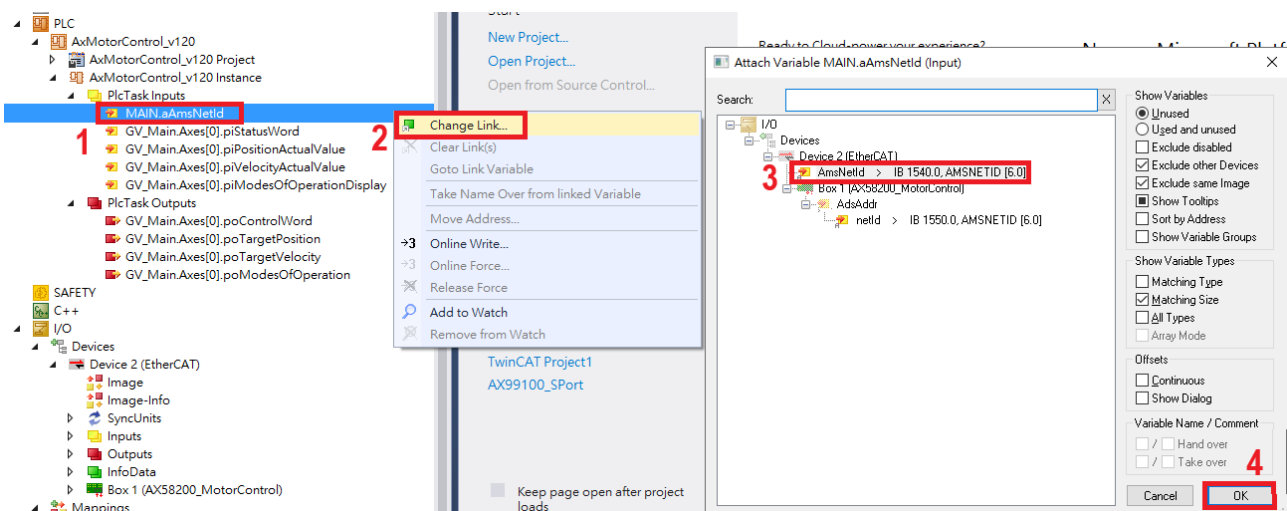 PLC
AxMotorControl_v120
AxMotorControl_v120 Project
AxMotorControl_v120 Instance
PlcTask Inputs
MAIN.aAmsNetId
1
GV_Main.Axes[0].piStatusWord
GV_Main.Axes[0].piPositionActualValue
GV_Main.Axes[0].piVelocityActualValue
GV_Main.Axes[0].piModesOfOperationDisplay
PlcTask Outputs
GV_Main.Axes[0].poControlWord
GV_Main.Axes[0].poTargetPosition
GV_Main.Axes[0].poTargetVelocity
GV_Main.Axes[0].poModesOfOperation
SAFETY
C++
I/O
Devices
Device 2 (EtherCAT)
Image
Image-Info
SyncUnits
Inputs
Outputs
InfoData
Box 1 (AX58200_MotorControl)
Mappings
Start
New Project...
Open Project...
Open from Source Control...
2
Change Link...
Clear Link(s)
Goto Link Variable
Take Name Over from linked Variable
Move Address...
Online Write...
Online Force...
Release Force
Add to Watch
Remove from Watch
TwinCAT Project1
AX99100_SPort
Keep page open after project
loads
Ready to Cloud-power your experience?
Attach Variable MAIN.aAmsNetId (Input)
Search:
I/O
Devices
Device 2 (EtherCAT)
3
AmsNetId > IB 1540.0, AMSNETID [6.0]
Box 1 (AX58200_MotorControl)
AdsAddr
netId > IB 1550.0, AMSNETID [6.0]
Show Variables
Unused
Used and unused
Exclude disabled
Exclude other Devices
Exclude same Image
Show Tooltips
Sort by Address
Show Variable Groups
Show Variable Types
Matching Type
Matching Size
All Types
Array Mode
Offsets
Continuous
Show Dialog
Variable Name / Comment
/ Hand over
/ Take over
4
Cancel
OK